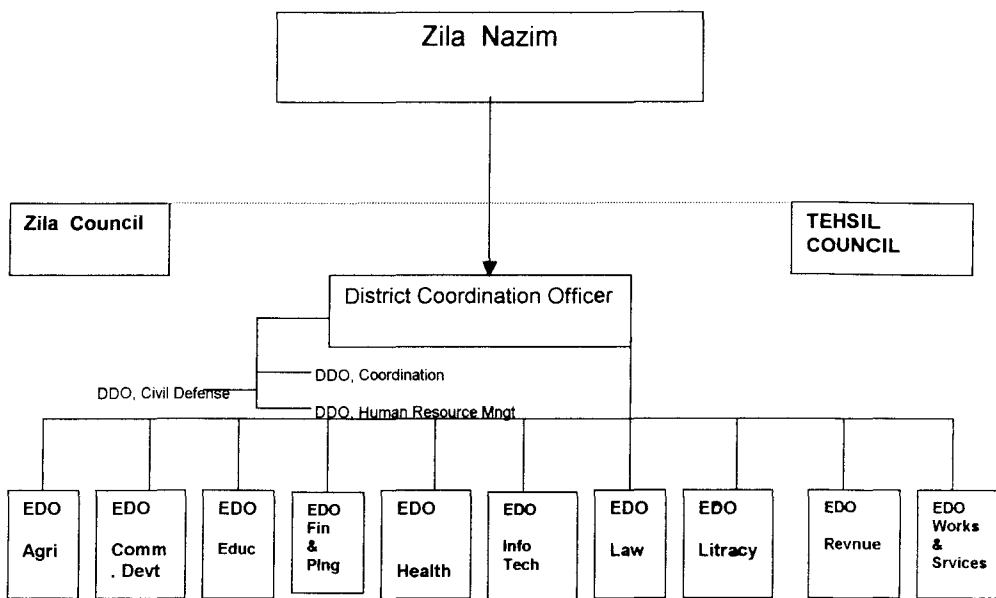 Zila Nazim
Zila Council
TEHSIL
COUNCIL
District Coordination Officer
DDO, Coordination
DDO, Civil Defense
DDO, Human Resource Mngt
EDO
Agri
EDO
Comm
. Devt
EDO
Educ
EDO
Fin
&
Plng
EDO
Health
EDO
Info
Tech
EDO
Law
EDO
Litracy
EDO
Revnue
EDO
Works
&
Srvices